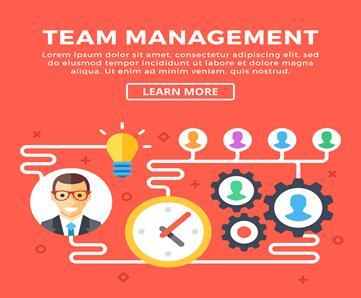 TEAM MANAGEMENT
Lorem ipsum dolor sit amet, consectetur adipiscing elit, sed
do eiusmod tempor incididunt ut labore et dolore magna
aliqua. Ut enim ad minim veniam, quis nostrud.
LEARN MORE